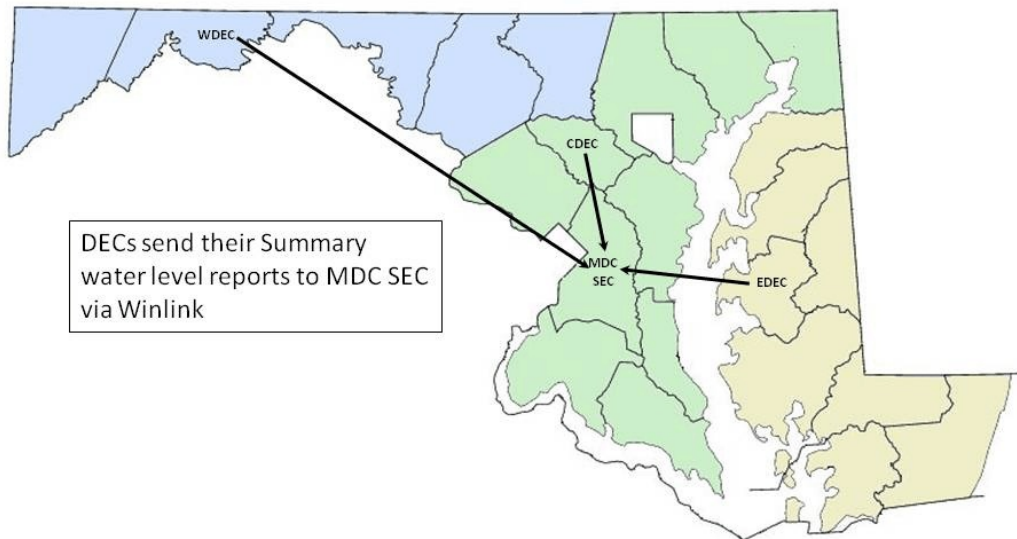 WDEC
CDEC
DECs send their Summary
water level reports to MDC SEC
via Winlink
MDC
SEC
EDEC